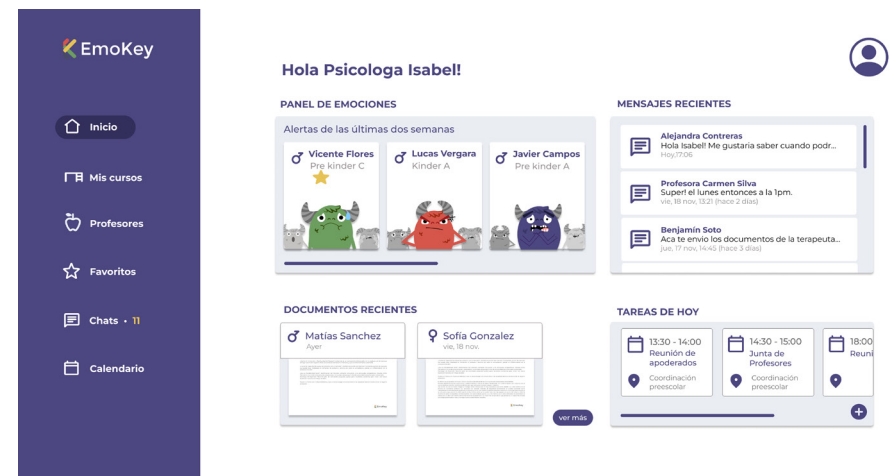 EmoKey
Inicio
Mis cursos
Profesores
Favoritos
Chats • 11
Calendario
Hola Psicologa Isabel!
PANEL DE EMOCIONES
Alertas de las últimas dos semanas
Vicente Flores
Pre kinder C
Lucas Vergara
Kinder A
Javier Campos
Pre kinder A
MENSAJES RECIENTES
Alejandra Contreras
Hola Isabel! Me gustaria saber cuando podr...
Hoy,17:06
Profesora Carmen Silva
Super! el lunes entonces a la 1pm.
vie, 18 nov, 13:21 (hace 2 días)
Benjamín Soto
Aca te envio los documentos de la terapeuta...
jue, 17 nov, 14:45 (hace 3 días)
DOCUMENTOS RECIENTES
Matías Sanchez
Ayer
Sofía Gonzalez
vie, 18 nov.
ver más
TAREAS DE HOY
13:30 - 14:00
Reunión de
apoderados
Coordinación
preescolar
14:30 - 15:00
Junta de
Profesores
Coordinación
preescolar
18:00
Reuni